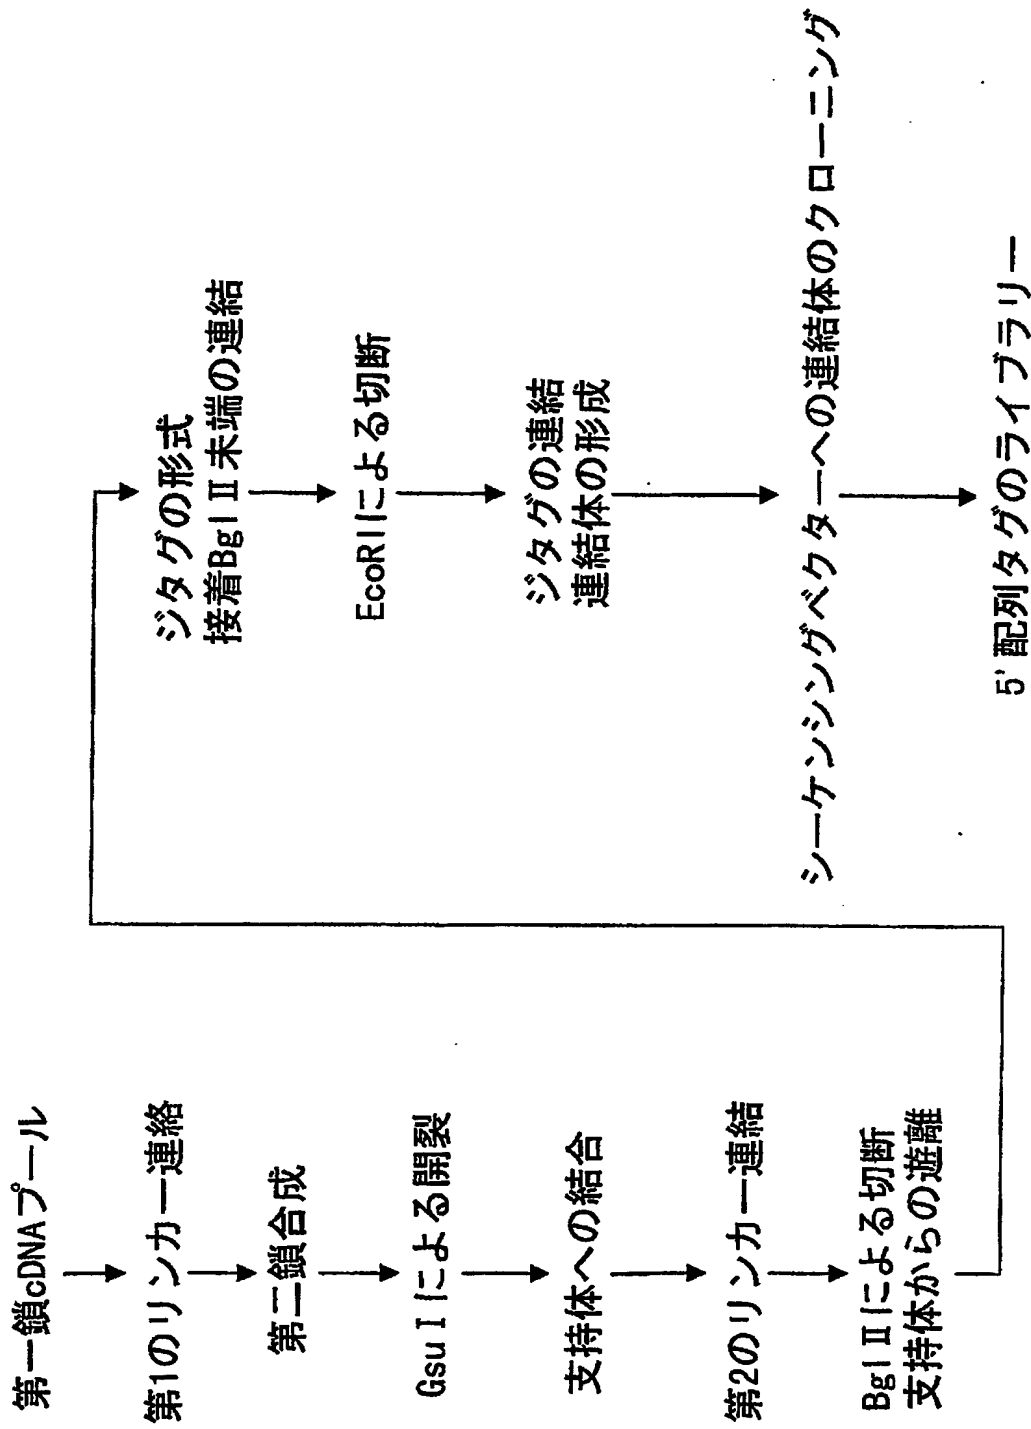 第一鎖cDNAプール
第1のリンカー連絡
第二鎖合成
GsuⅠによる開裂
支持体への結合
第2のリンカー連結
BglⅡによる切断
支持体からの遊離
ジタグの形式
接着BglⅡ末端の連結
EcoRIによる切断
ジタグの連結
連結体の形成
シーケンシングベクターへの連結体のクローニング
5'配列タグのライブラリー